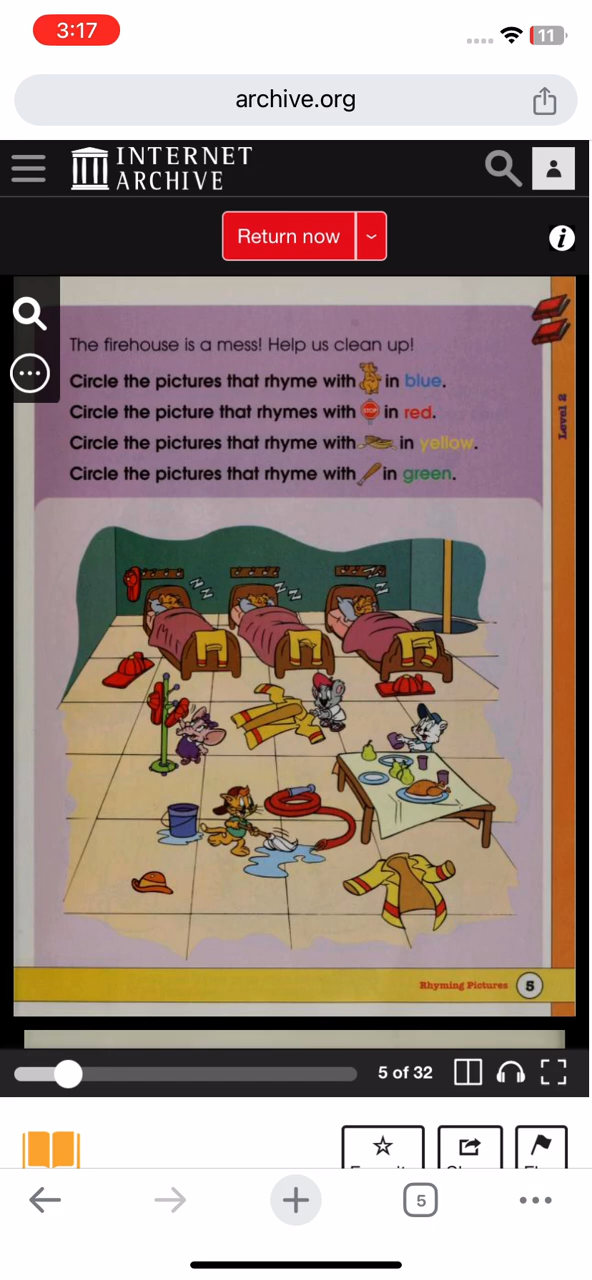 3:17
11
archive.org
INTERNET
ARCHIVE
Return now
The firehouse is a mess! Help us clean up!
Circle the pictures that rhyme with in blue.
Circle the picture that rhymes with STOP in red.
Circle the pictures that rhyme with in yellow.
Circle the pictures that rhyme with in green.
Level 2
z z
z z
z z
Rhyming Pictures 5
5 of 32
5